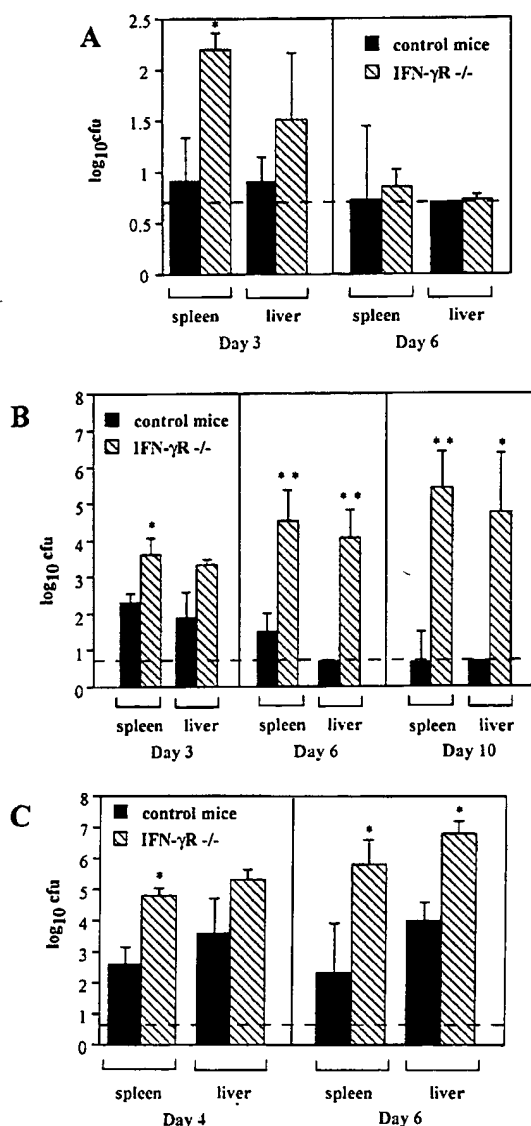 A
control mice
IFN-γR -/-
log10cfu
2.5
2
1.5
1
0.5
0
*
spleen
liver
spleen
liver
Day 3
Day 6
B
control mice
IFN-γR -/-
log10 cfu
8
7
6
5
4
3
2
1
0
*
* *
* *
* *
*
spleen
liver
spleen
liver
spleen
liver
Day 3
Day 6
Day 10
C
control mice
IFN-γR -/-
log10 cfu
8
7
6
5
4
3
2
1
0
*
*
*
spleen
liver
spleen
liver
Day 4
Day 6